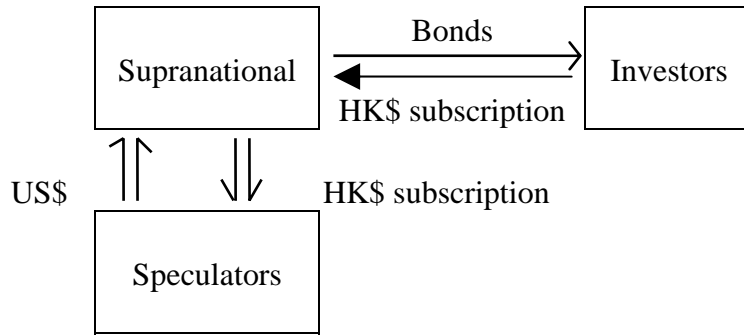 Bonds
Supranational
Investors
HK$ subscription
US$
HK$ subscription
Speculators